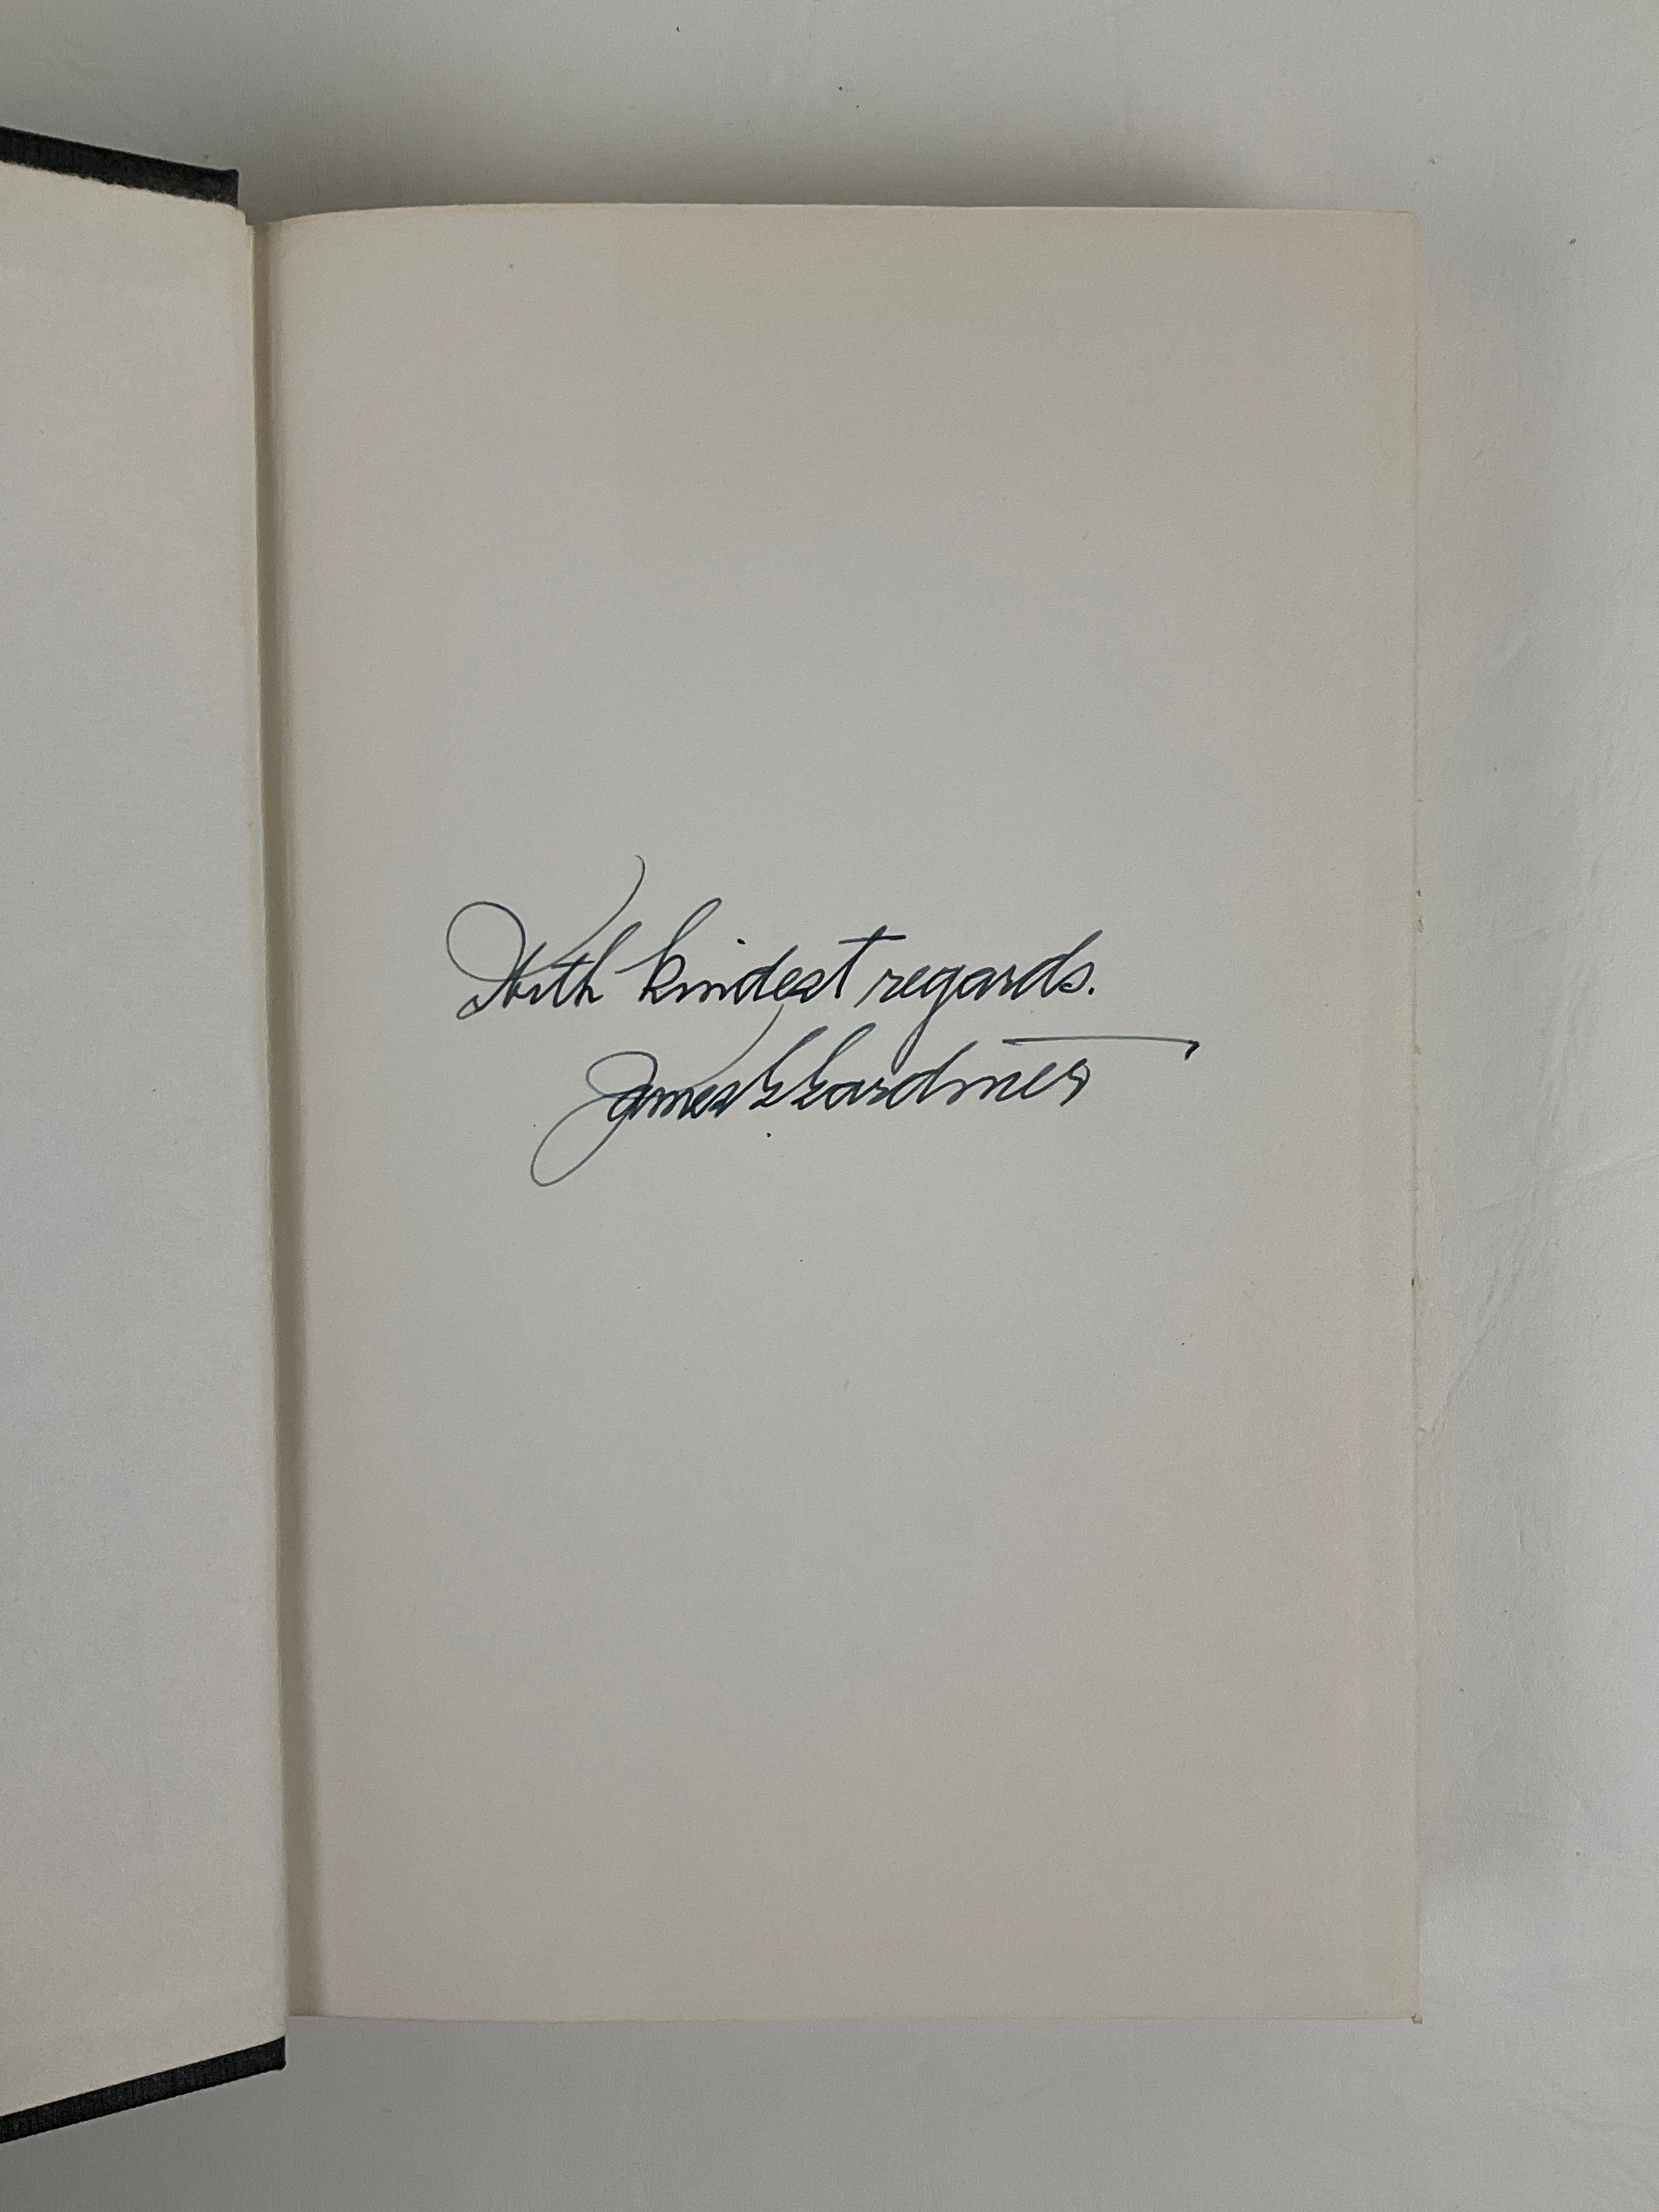 With kindest regards.
James K Gardner